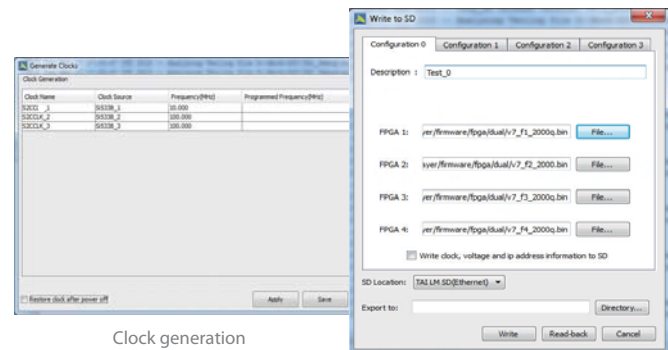 Generate Clocks
Clock Generation
Clock Name Clock Source Frequency(MHz) Programmed Frequency(MHz)
S2CCLK_1 SI5338_1 10.000
S2CCLK_2 SI5338_2 100.000
S2CCLK_3 SI5338_2 100.000
Restore clock after power off
Apply Save
Clock generation
Write to SD
Configuration 0 Configuration 1 Configuration 2 Configuration 3
Description : Test_0
FPGA 1: yer/firmware/fpga/dual/v7_f1_2000q.bin File...
FPGA 2: ayer/firmware/fpga/dual/v7_f2_2000.bin File...
FPGA 3: yer/firmware/fpga/dual/v7_f3_2000q.bin File...
FPGA 4: yer/firmware/fpga/dual/v7_f4_2000q.bin File...
Write clock, voltage and ip address information to SD
SD Location: TAI LM SD(Ethernet)
Export to: Directory...
Write Read-back Cancel